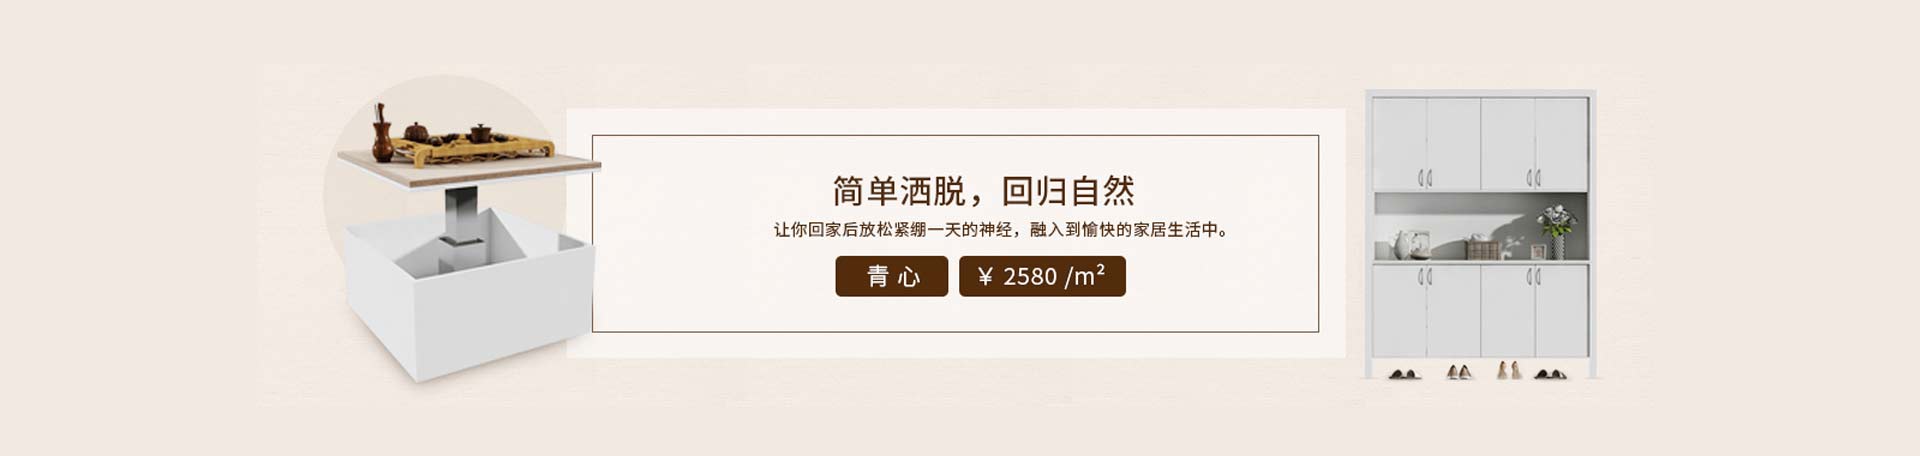 简单洒脱，回归自然
让你回家后放松紧绷一天的神经，融入到愉快的家居生活中。
青心 ￥2580/m²